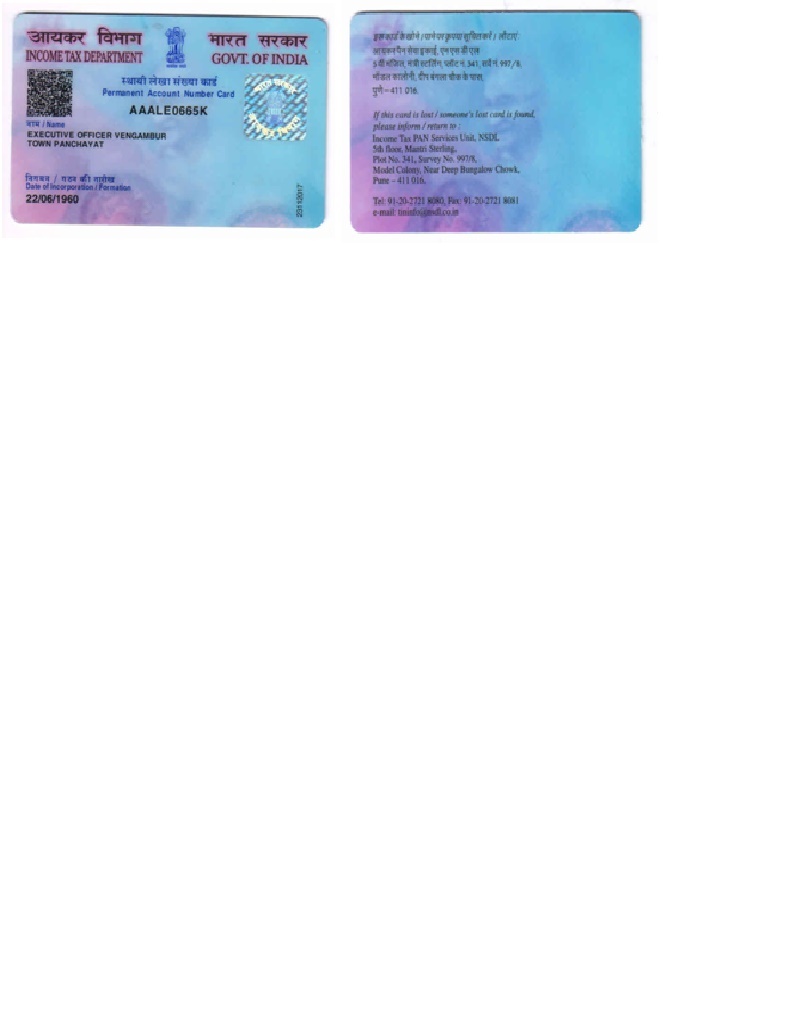 आयकर विभाग
INCOME TAX DEPARTMENT
भारत सरकार
GOVT. OF INDIA
स्थायी लेखा संख्या कार्ड
Permanent Account Number Card
AAALE0665K
नाम / Name
EXECUTIVE OFFICER VENGAMBUR
TOWN PANCHAYAT
निगमन / गठन की तारीख
Date of Incorporation / Formation
22/06/1960
25112017
इस कार्ड के खोने / पाने पर कृपया सूचित करें / लौटाएं
आयकर पैन सेवा इकाई, एन एस डी एल
5 वीं मंजिल, मंत्री स्टर्लिंग, प्लॉट नं. 341, सर्वे नं. 997/8,
मॉडल कालोनी, दीप बंगला चौक के पास,
पुणे – 411 016.
If this card is lost / someone's lost card is found,
please inform / return to :
Income Tax PAN Services Unit, NSDL
5th floor, Mantri Sterling,
Plot No. 341, Survey No. 997/8,
Model Colony, Near Deep Bungalow Chowk,
Pune – 411 016.
Tel: 91-20-2721 8080, Fax: 91-20-2721 8081
e-mail: tininfo@nsdl.co.in